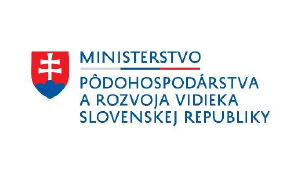 MINISTERSTVO
PÔDOHOSPODÁRSTVA
A ROZVOJA VIDIEKA
SLOVENSKEJ REPUBLIKY